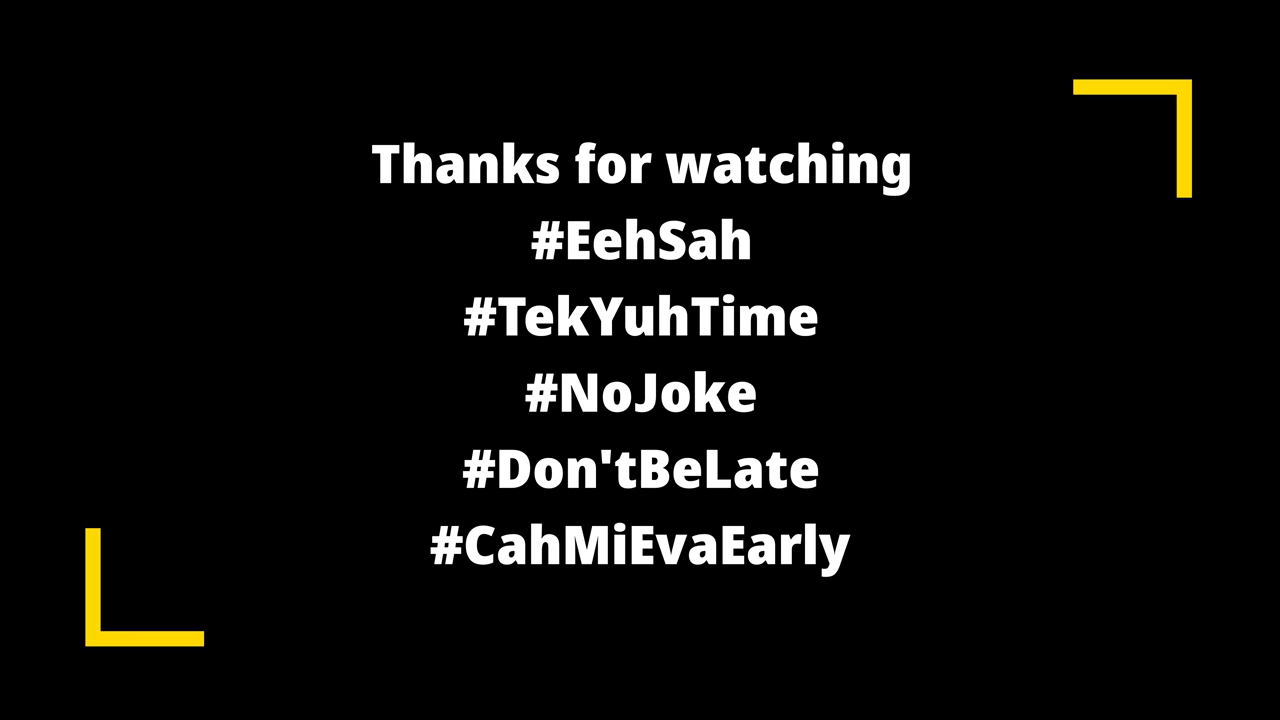 Thanks for watching
#EehSah
#TekYuhTime
#NoJoke
#Don'tBeLate
#CahMiEvaEarly